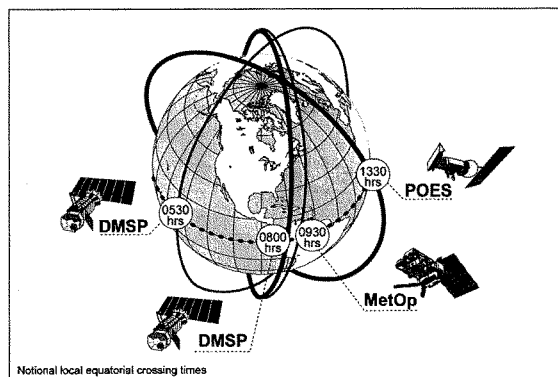 1330
hrs
POES
0530
hrs
DMSP
0800
hrs
0930
hrs
MetOp
DMSP
Notional local equatorial crossing times